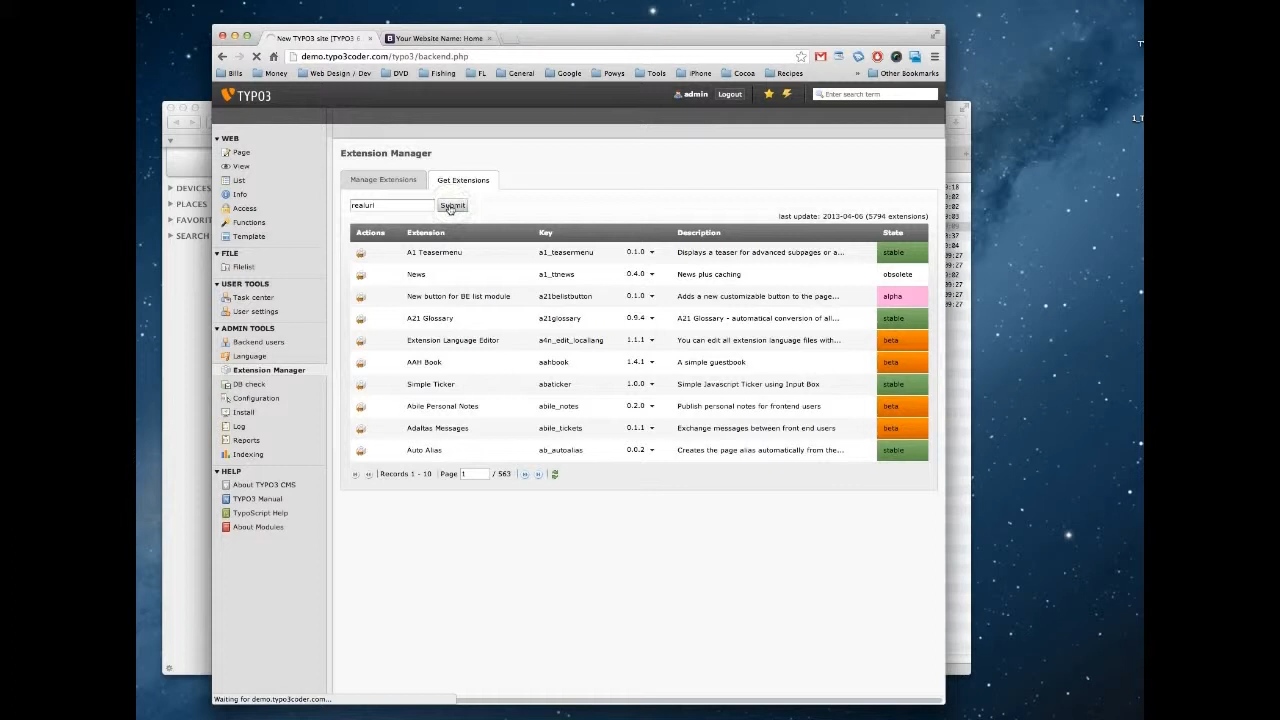 New TYPO3 site [TYPO3 6
Your Website Name: Home
demo.typo3coder.com/typo3/backend.php
Bills Money Web Design / Dev DVD Fishing FL General Google Powys Tools iPhone Cocoa Recipes » Other Bookmarks
TYPO3 admin Logout Enter search term
WEB
Page
View
List
Info
Access
Functions
Template
FILE
Filelist
USER TOOLS
Task center
User settings
ADMIN TOOLS
Backend users
Language
Extension Manager
DB check
Configuration
Install
Log
Reports
Indexing
HELP
About TYPO3 CMS
TYPO3 Manual
TypoScript Help
About Modules
Extension Manager
Manage Extensions Get Extensions
realurl Submit
last update: 2013-04-06 (5794 extensions)
Actions Extension Key Description State
A1 Teasermenu a1_teasermenu 0.1.0 Displays a teaser for advanced subpages or a... stable
News a1_ttnews 0.4.0 News plus caching obsolete
New button for BE list module a21belistbutton 0.1.0 Adds a new customizable button to the page... alpha
A21 Glossary a21glossary 0.9.4 A21 Glossary - automatical conversion of all... stable
Extension Language Editor a4n_edit_locallang 1.1.1 You can edit all extension language files with... beta
AAH Book aahbook 1.4.1 A simple guestbook beta
Simple Ticker abaticker 1.0.0 Simple Javascript Ticker using Input Box stable
Abile Personal Notes abile_notes 0.2.0 Publish personal notes for frontend users beta
Adaltas Messages abile_tickets 0.1.1 Exchange messages between front end users beta
Auto Alias ab_autoalias 0.0.2 Creates the page alias automatically from the... stable
Records 1 - 10 Page 1 / 563
Waiting for demo.typo3coder.com...
DEVICES
PLACES
FAVORIT
SEARCH